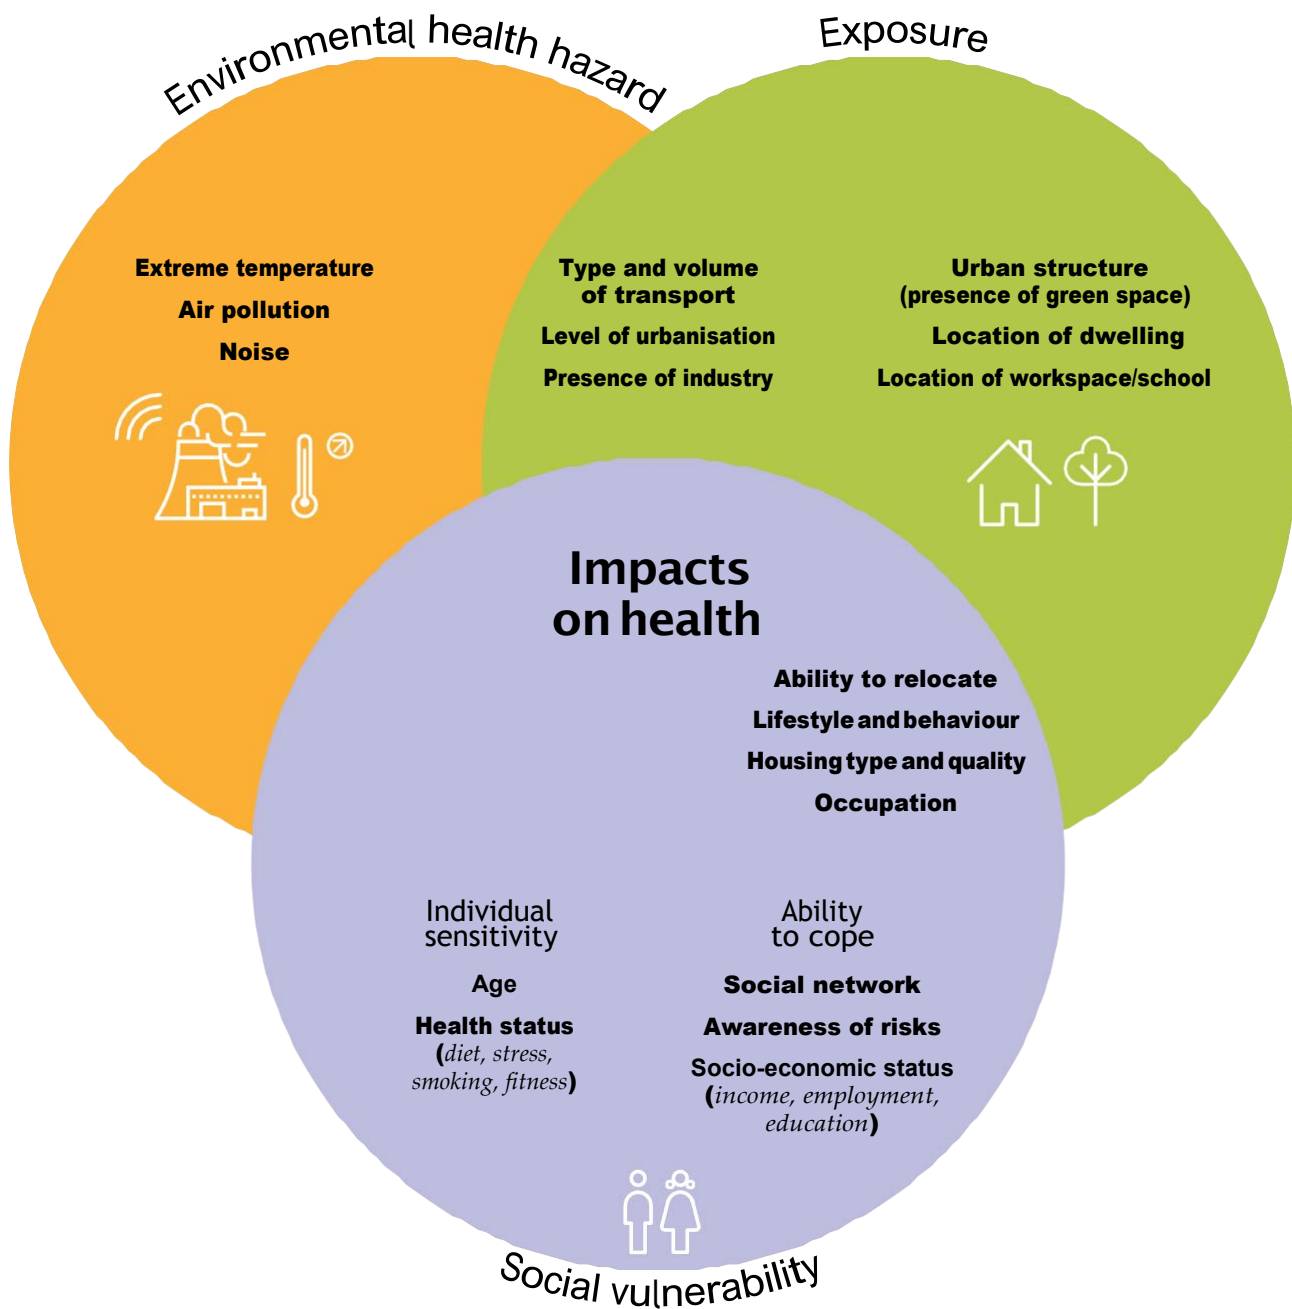 Environmental health hazard
Exposure
Extreme temperature
Air pollution
Noise
Type and volume
of transport
Level of urbanisation
Presence of industry
Urban structure
(presence of green space)
Location of dwelling
Location of workspace/school
Impacts
on health
Ability to relocate
Lifestyle and behaviour
Housing type and quality
Occupation
Individual
sensitivity
Age
Health status
(diet, stress,
smoking, fitness)
Ability
to cope
Social network
Awareness of risks
Socio-economic status
(income, employment,
education)
Social vulnerability